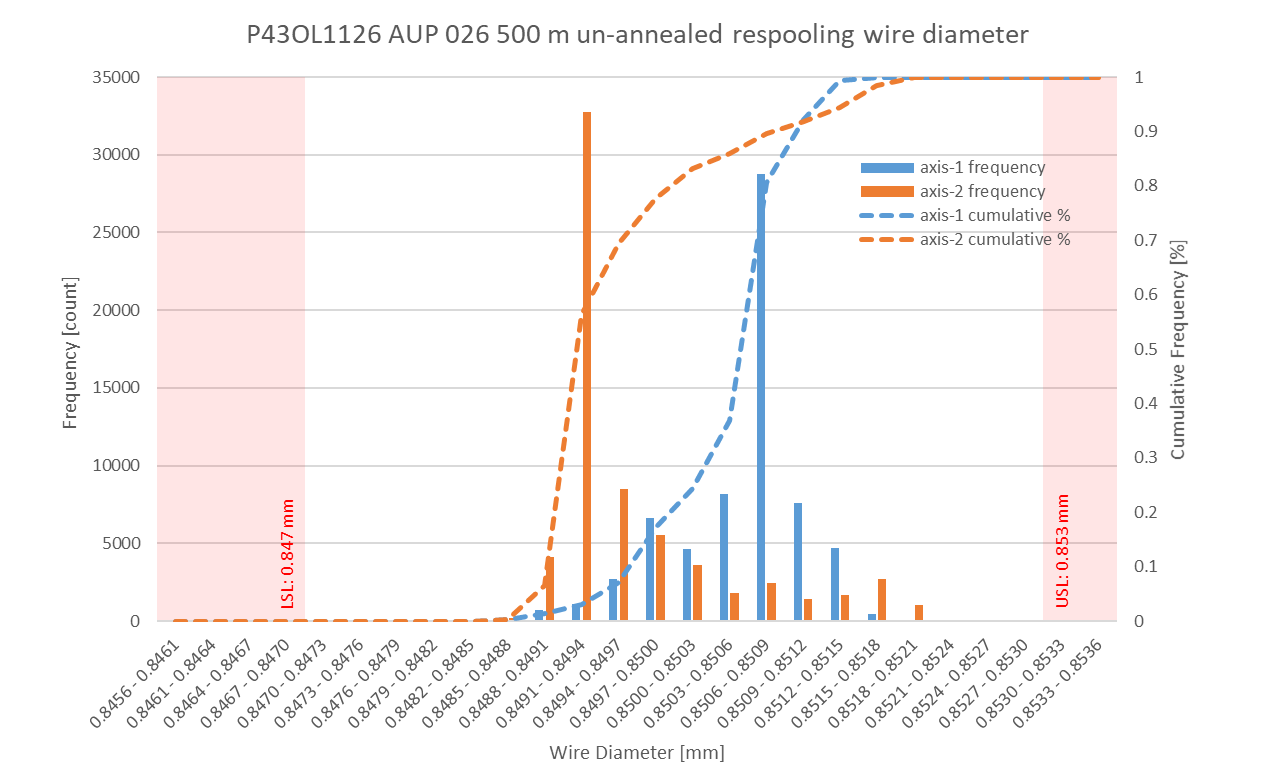 P43OL1126 AUP 026 500 m un-annealed respooling wire diameter
35000
30000
25000
20000
15000
10000
5000
0
Frequency [count]
1
0.9
0.8
0.7
0.6
0.5
0.4
0.3
0.2
0.1
0
Cumulative Frequency [%]
axis-1 frequency
axis-2 frequency
axis-1 cumulative %
axis-2 cumulative %
LSL: 0.847 mm
USL: 0.853 mm
0.8456 - 0.8461
0.8461 - 0.8464
0.8464 - 0.8467
0.8467 - 0.8470
0.8470 - 0.8473
0.8473 - 0.8476
0.8476 - 0.8479
0.8479 - 0.8482
0.8482 - 0.8485
0.8485 - 0.8488
0.8488 - 0.8491
0.8491 - 0.8494
0.8494 - 0.8497
0.8497 - 0.8500
0.8500 - 0.8503
0.8503 - 0.8506
0.8506 - 0.8509
0.8509 - 0.8512
0.8512 - 0.8515
0.8515 - 0.8518
0.8518 - 0.8521
0.8521 - 0.8524
0.8524 - 0.8527
0.8527 - 0.8530
0.8530 - 0.8533
0.8533 - 0.8536
Wire Diameter [mm]